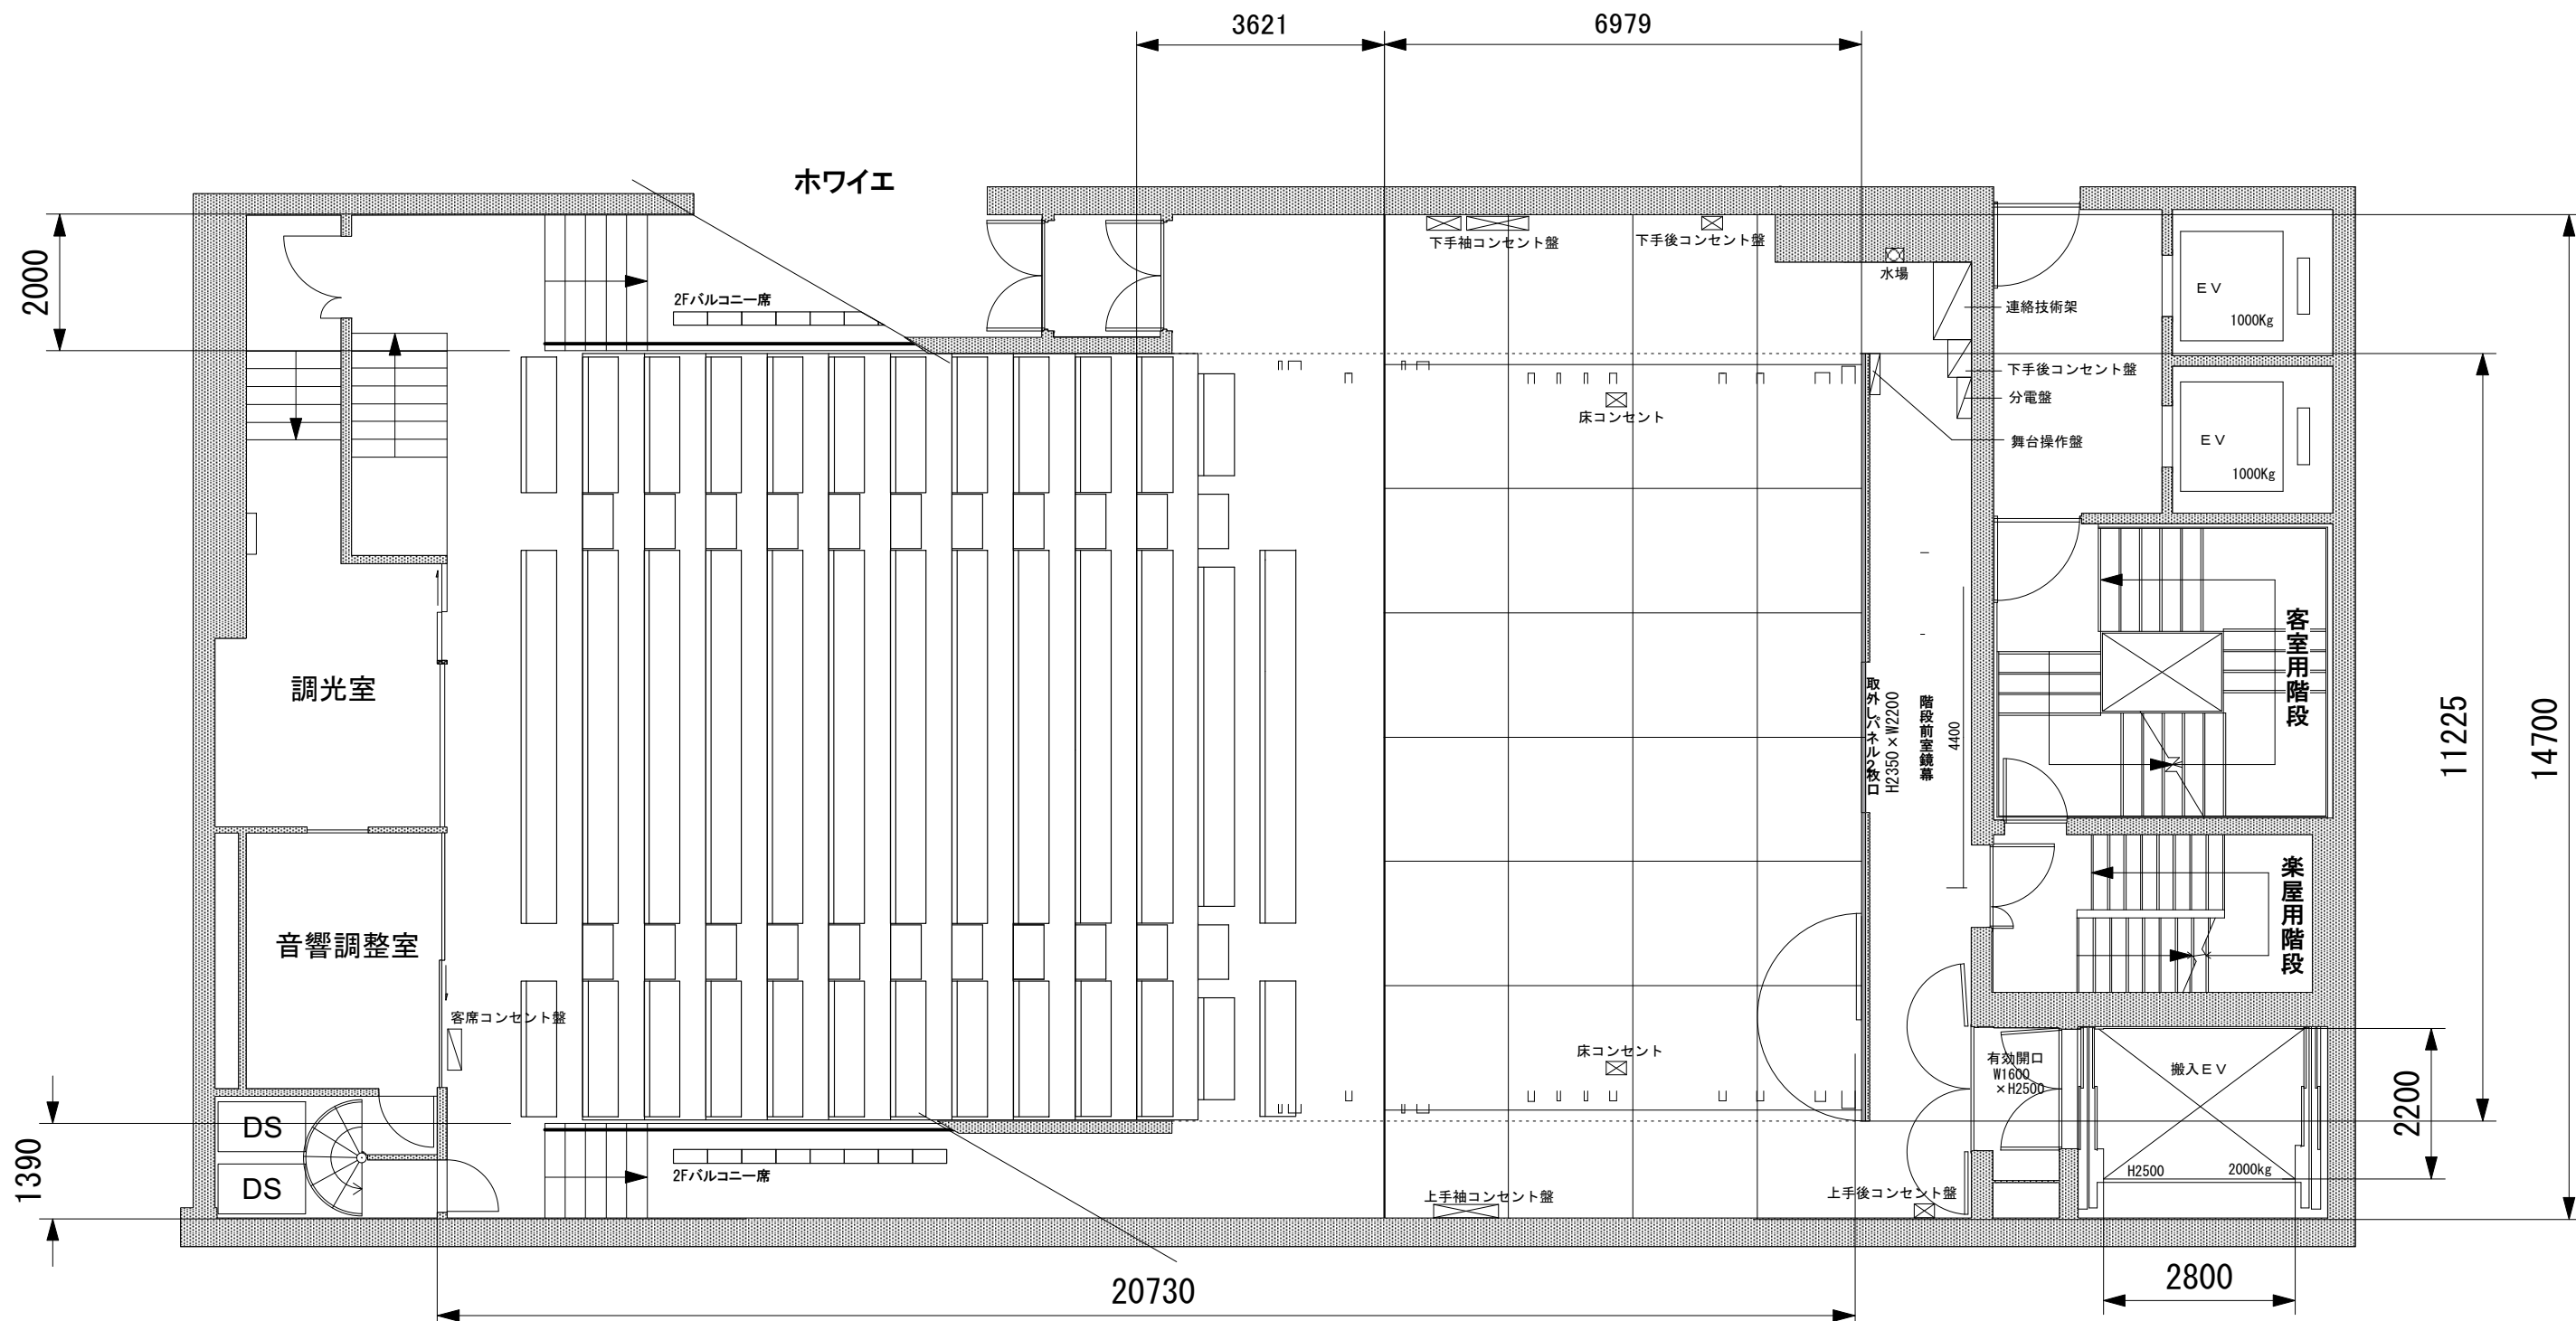 3621
6979
ホワイエ
2000
下手袖コンセント盤
下手後コンセント盤
水場
連絡技術架
EV
1000Kg
2Fバルコニー席
下手後コンセント盤
分電盤
舞台操作盤
床コンセント
EV
1000Kg
客室用階段
調光室
取外しパネル2枚口
H2350×W2200
階段前室鏡幕
4400
11225
14700
楽屋用階段
音響調整室
客席コンセント盤
床コンセント
有効開口
W1600
×H2500
搬入EV
H2500
2000kg
2200
DS
DS
1390
2Fバルコニー席
上手袖コンセント盤
上手後コンセント盤
20730
2800